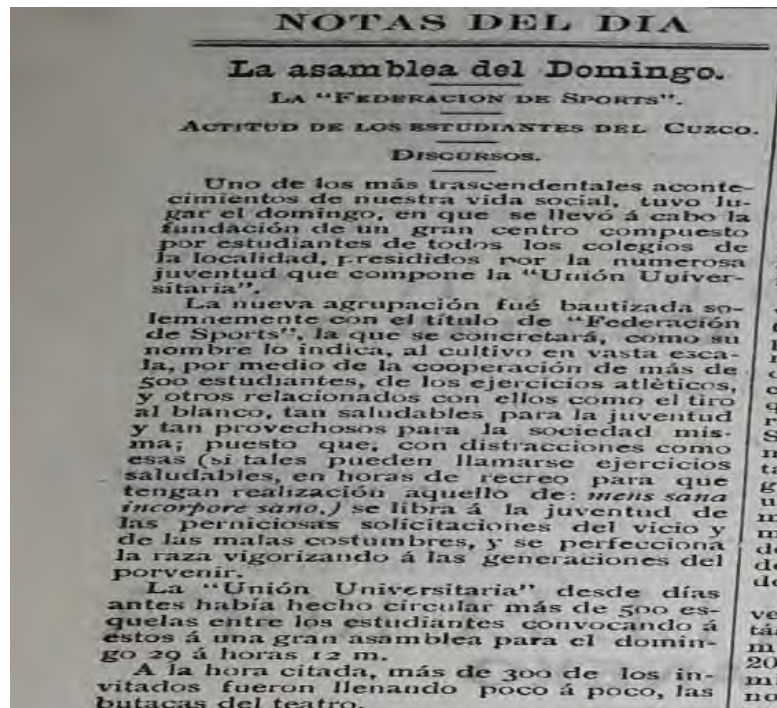 NOTAS DEL DIA
La asamblea del Domingo.
LA "FEDERACION DE SPORTS".
ACTITUD DE LOS ESTUDIANTES DEL CUZCO.
DISCURSOS.
Uno de los más trascendentales aconte-
cimientos de nuestra vida social, tuvo lu-
gar el domingo, en que se llevó á cabo la
fundación de un gran centro compuesto
por estudiantes de todos los colegios de
la localidad, presididos por la numerosa
juventud que compone la "Unión Univer-
sitaria".
La nueva agrupación fué bautizada so-
lemnemente con el título de "Federación
de Sports", la que se concretará, como su
nombre lo indica, al cultivo en vasta esca-
la, por medio de la cooperación de más de
500 estudiantes, de los ejercicios atléticos,
y otros relacionados con ellos como el tiro
al blanco, tan saludables para la juventud
y tan provechosos para la sociedad mis-
ma; puesto que, con distracciones como
esas (si tales pueden llamarse ejercicios
saludables, en horas de recreo para que
tengan realización aquello de: mens sana
incorpore sano.) se libra á la juventud de
las perniciosas solicitaciones del vicio y
de las malas costumbres, y se perfecciona
la raza vigorizando á las generaciones del
porvenir.
La "Unión Universitaria" desde días
antes había hecho circular más de 500 es-
quelas entre los estudiantes convocando á
éstos á una gran asamblea para el domin-
go 29 á horas 12 m.
A la hora citada, más de 300 de los in-
vitados fueron llenando poco á poco, las
butacas del teatro.